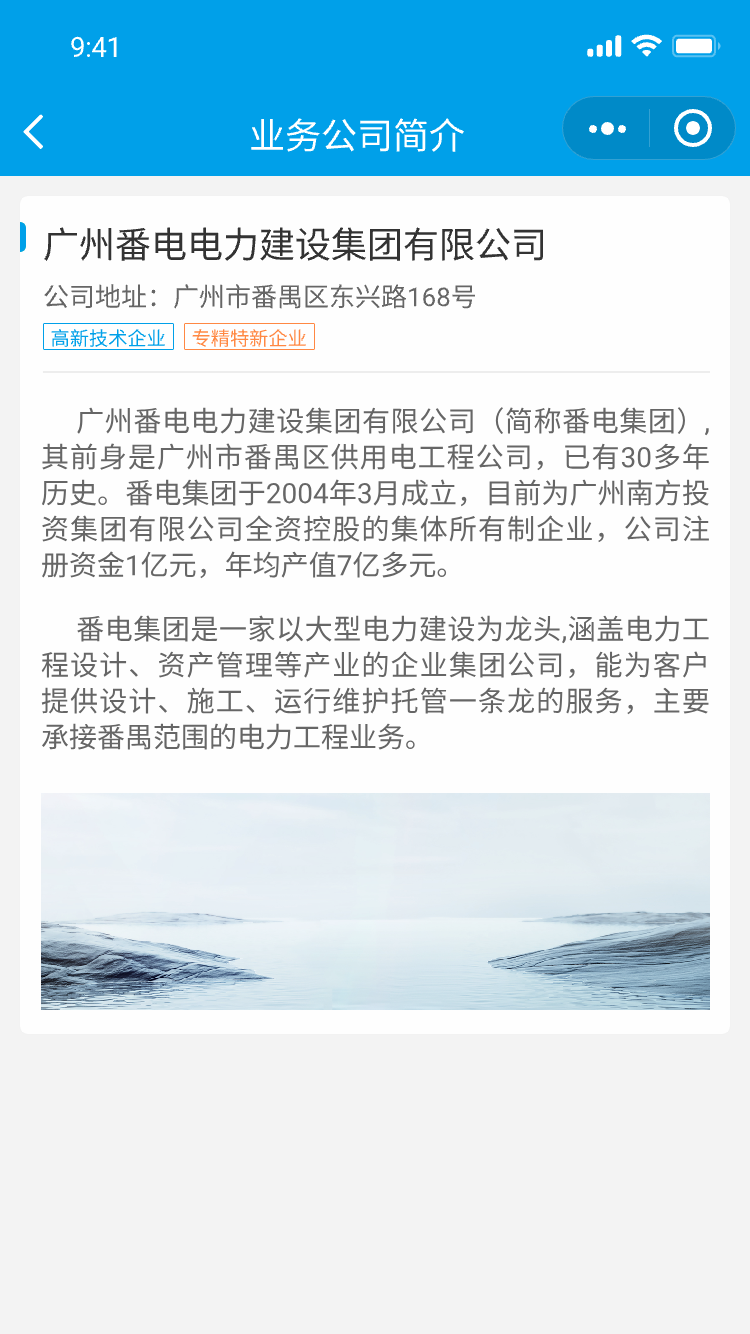 9:41
业务公司简介
广州番电电力建设集团有限公司
公司地址：广州市番禺区东兴路168号
高新技术企业 专精特新企业
广州番电电力建设集团有限公司（简称番电集团）,
其前身是广州市番禺区供用电工程公司，已有30多年
历史。番电集团于2004年3月成立，目前为广州南方投
资集团有限公司全资控股的集体所有制企业，公司注
册资金1亿元，年均产值7亿多元。
番电集团是一家以大型电力建设为龙头,涵盖电力工
程设计、资产管理等产业的企业集团公司，能为客户
提供设计、施工、运行维护托管一条龙的服务，主要
承接番禺范围的电力工程业务。